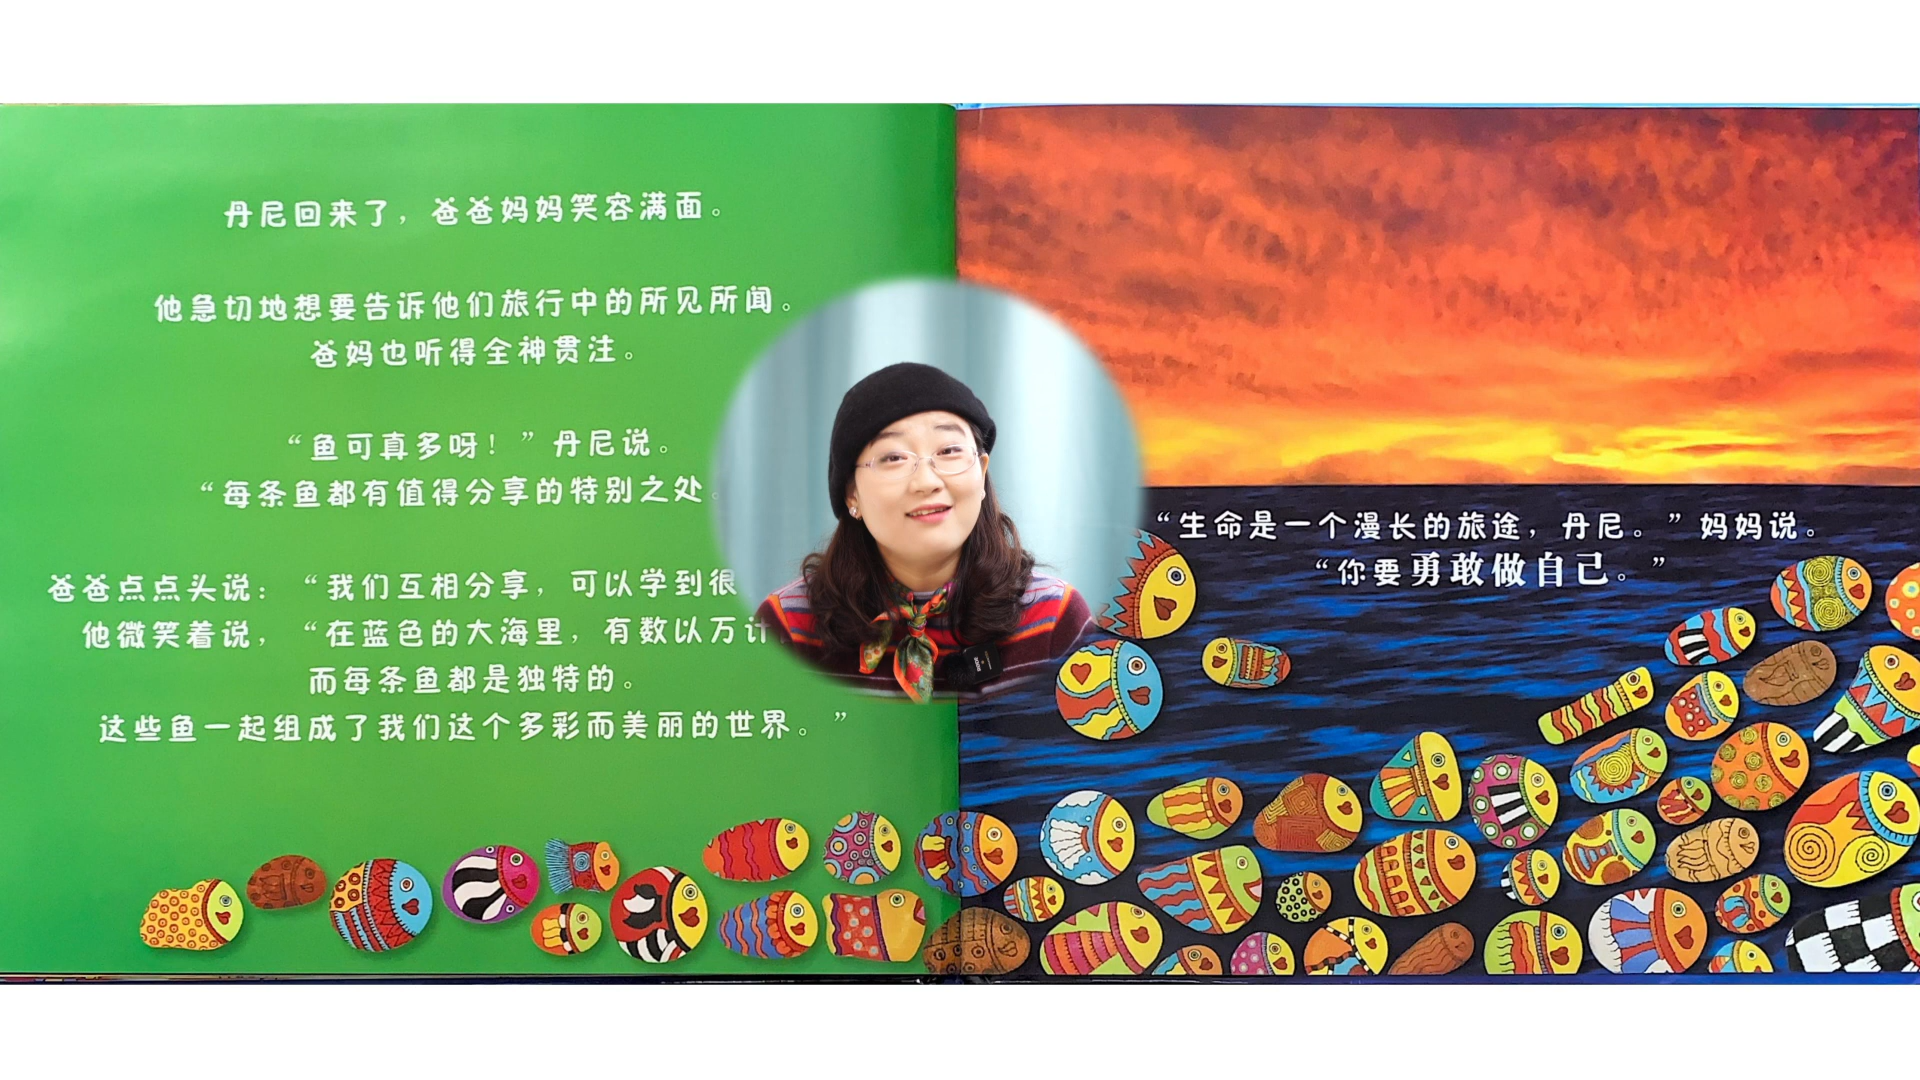 丹尼回来了，爸爸妈妈笑容满面。
他急切地想要告诉他们旅行中的所见所闻。
爸妈也听得全神贯注。
“鱼可真多呀！”丹尼说。
“每条鱼都有值得分享的特别之处。
爸爸点点头说：“我们互相分享，可以学到很
他微笑着说，“在蓝色的大海里，有数以万计
而每条鱼都是独特的。
这些鱼一起组成了我们这个多彩而美丽的世界。”
“生命是一个漫长的旅途，丹尼。”妈妈说。
“你要勇敢做自己。”